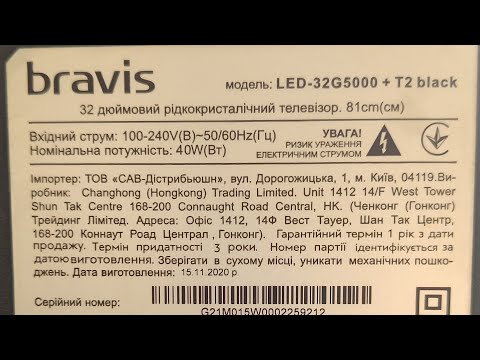 bravis
модель: LED-32G5000 + T2 black
32 дюймовий рідкокристалічний телевізор. 81cm(см)
Вхідний струм: 100-240V(В)~50/60Hz(Гц)
Номінальна потужність: 40W(Вт)
УВАГА!
РИЗИК УРАЖЕННЯ
ЕЛЕКТРИЧНИМ СТРУМОМ
Імпортер: ТОВ «САВ-Дістрибьюшн», вул. Дорогожицька, 1, м. Київ, 04119.Ви-
робник: Changhong (Hongkong) Trading Limited. Unit 1412 14/F West Tower
Shun Tak Centre 168-200 Connaught Road Central, HK. (Ченконг (Гонконг)
Трейдинг Лімітед. Адреса: Офіс 1412, 14Ф Вест Тауер, Шан Так Центр,
168-200 Коннаут Роад Централ , Гонконг). Гарантійний термін 1 рік з дати
продажу. Термін придатності 3 роки. Номер партії ідентифікується за
датою виготовлення. Зберігати в сухому місці, уникати механічних пошко-
джень. Дата виготовлення: 15.11.2020 р.
Серійний номер:
G21M015W0002259212